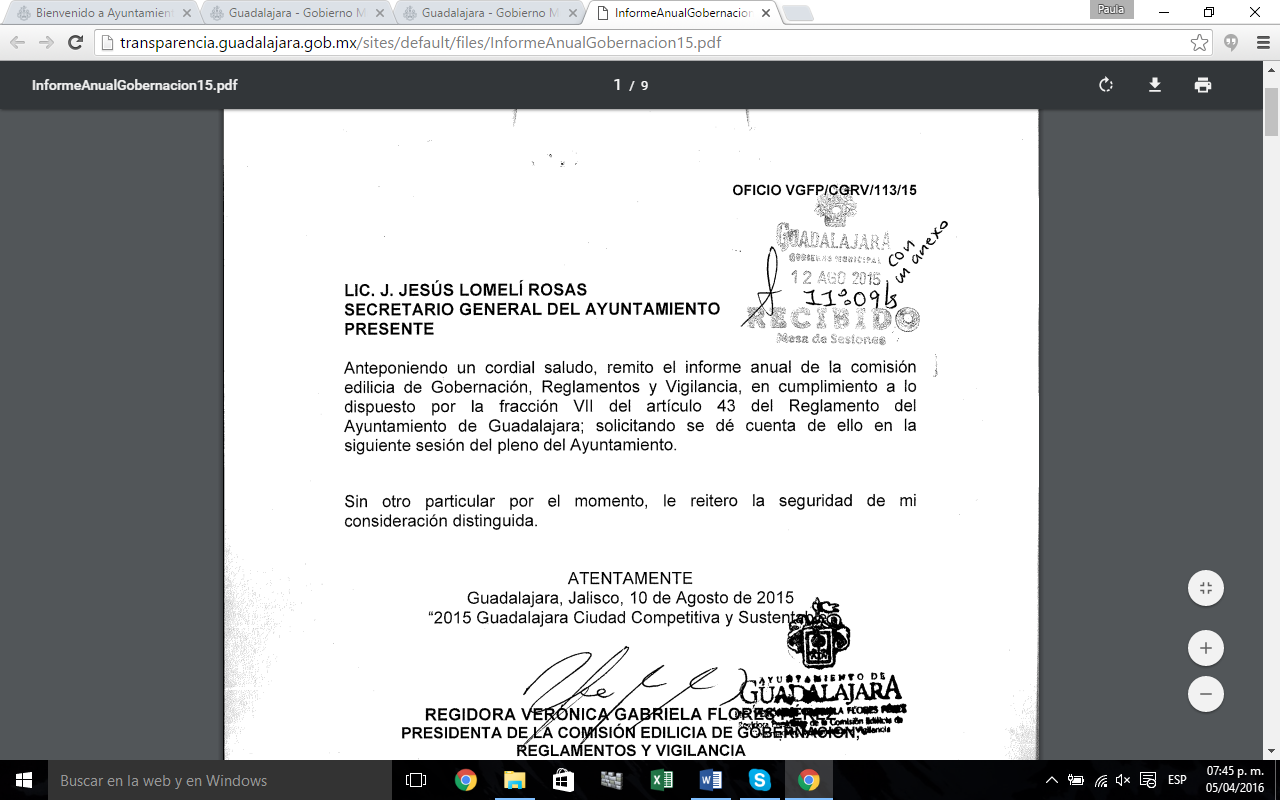 Bienvenido a Ayuntamient
Guadalajara - Gobierno M
Guadalajara - Gobierno M
InformeAnualGobernacion
Paula
transparencia.guadalajara.gob.mx/sites/default/files/InformeAnualGobernacion15.pdf
InformeAnualGobernacion15.pdf
1 / 9
OFICIO VGFP/CGRV/113/15
GUADALAJARA
GOBIERNO MUNICIPAL
con un anexo
12 AGO 2015
11:09
RECIBIDO
Mesa de Sesiones
LIC. J. JESÚS LOMELÍ ROSAS
SECRETARIO GENERAL DEL AYUNTAMIENTO
PRESENTE
Anteponiendo un cordial saludo, remito el informe anual de la comisión
edilicia de Gobernación, Reglamentos y Vigilancia, en cumplimiento a lo
dispuesto por la fracción VII del artículo 43 del Reglamento del
Ayuntamiento de Guadalajara; solicitando se dé cuenta de ello en la
siguiente sesión del pleno del Ayuntamiento.
Sin otro particular por el momento, le reitero la seguridad de mi
consideración distinguida.
ATENTAMENTE
Guadalajara, Jalisco, 10 de Agosto de 2015
“2015 Guadalajara Ciudad Competitiva y Sustentable
AYUNTAMIENTO DE
GUADALAJARA
REGIDORA VERÓNICA GABRIELA FLORES PÉREZ
PRESIDENTA DE LA COMISIÓN EDILICIA DE GOBERNACIÓN,
REGLAMENTOS Y VIGILANCIA
Buscar en la web y en Windows
ESP
07:45 p. m.
05/04/2016